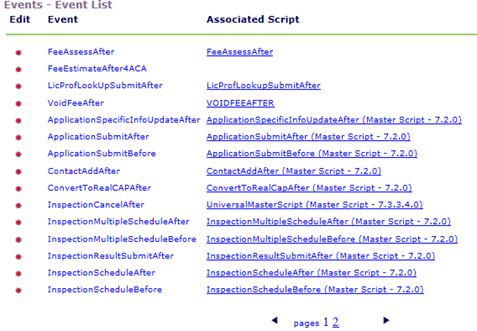 Events - Event List
Edit Event Associated Script
FeeAssessAfter FeeAssessAfter
FeeEstimateAfter4ACA
LicProfLookUpSubmitAfter LicProfLookupSubmitAfter
VoidFeeAfter VOIDFEEAFTER
ApplicationSpecificInfoUpdateAfter ApplicationSpecificInfoUpdateAfter (Master Script - 7.2.0)
ApplicationSubmitAfter ApplicationSubmitAfter (Master Script - 7.2.0)
ApplicationSubmitBefore ApplicationSubmitBefore (Master Script - 7.2.0)
ContactAddAfter ContactAddAfter (Master Script - 7.2.0)
ConvertToRealCAPAfter ConvertToRealCapAfter (Master Script - 7.2.0)
InspectionCancelAfter UniversalMasterScript (Master Script - 7.3.3.4.0)
InspectionMultipleScheduleAfter InspectionMultipleScheduleAfter (Master Script - 7.2.0)
InspectionMultipleScheduleBefore InspectionMultipleScheduleBefore (Master Script - 7.2.0)
InspectionResultSubmitAfter InspectionResultSubmitAfter (Master Script - 7.2.0)
InspectionScheduleAfter InspectionScheduleAfter (Master Script - 7.2.0)
InspectionScheduleBefore InspectionScheduleBefore (Master Script - 7.2.0)
pages 1 2